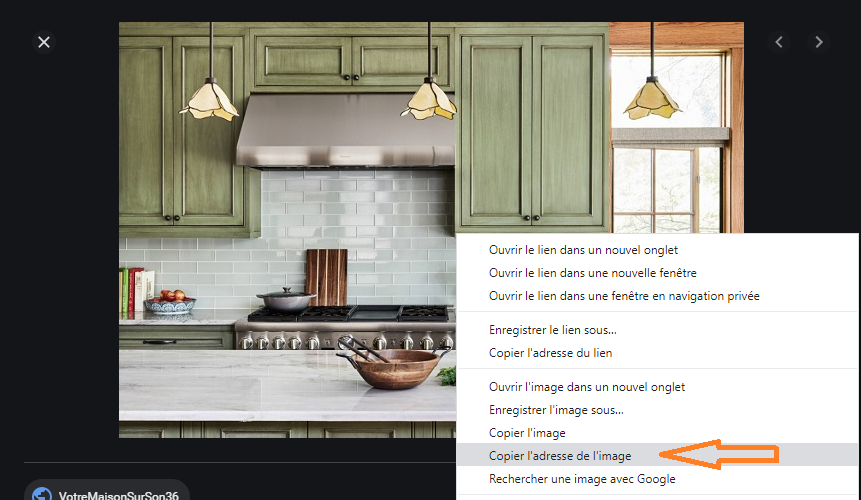 Ouvrir le lien dans un nouvel onglet
Ouvrir le lien dans une nouvelle fenêtre
Ouvrir le lien dans une fenêtre en navigation privée
Enregistrer le lien sous...
Copier l'adresse du lien
Ouvrir l'image dans un nouvel onglet
Enregistrer l'image sous...
Copier l'image
Copier l'adresse de l'image
Rechercher une image avec Google
VotreMaisonSurSon36